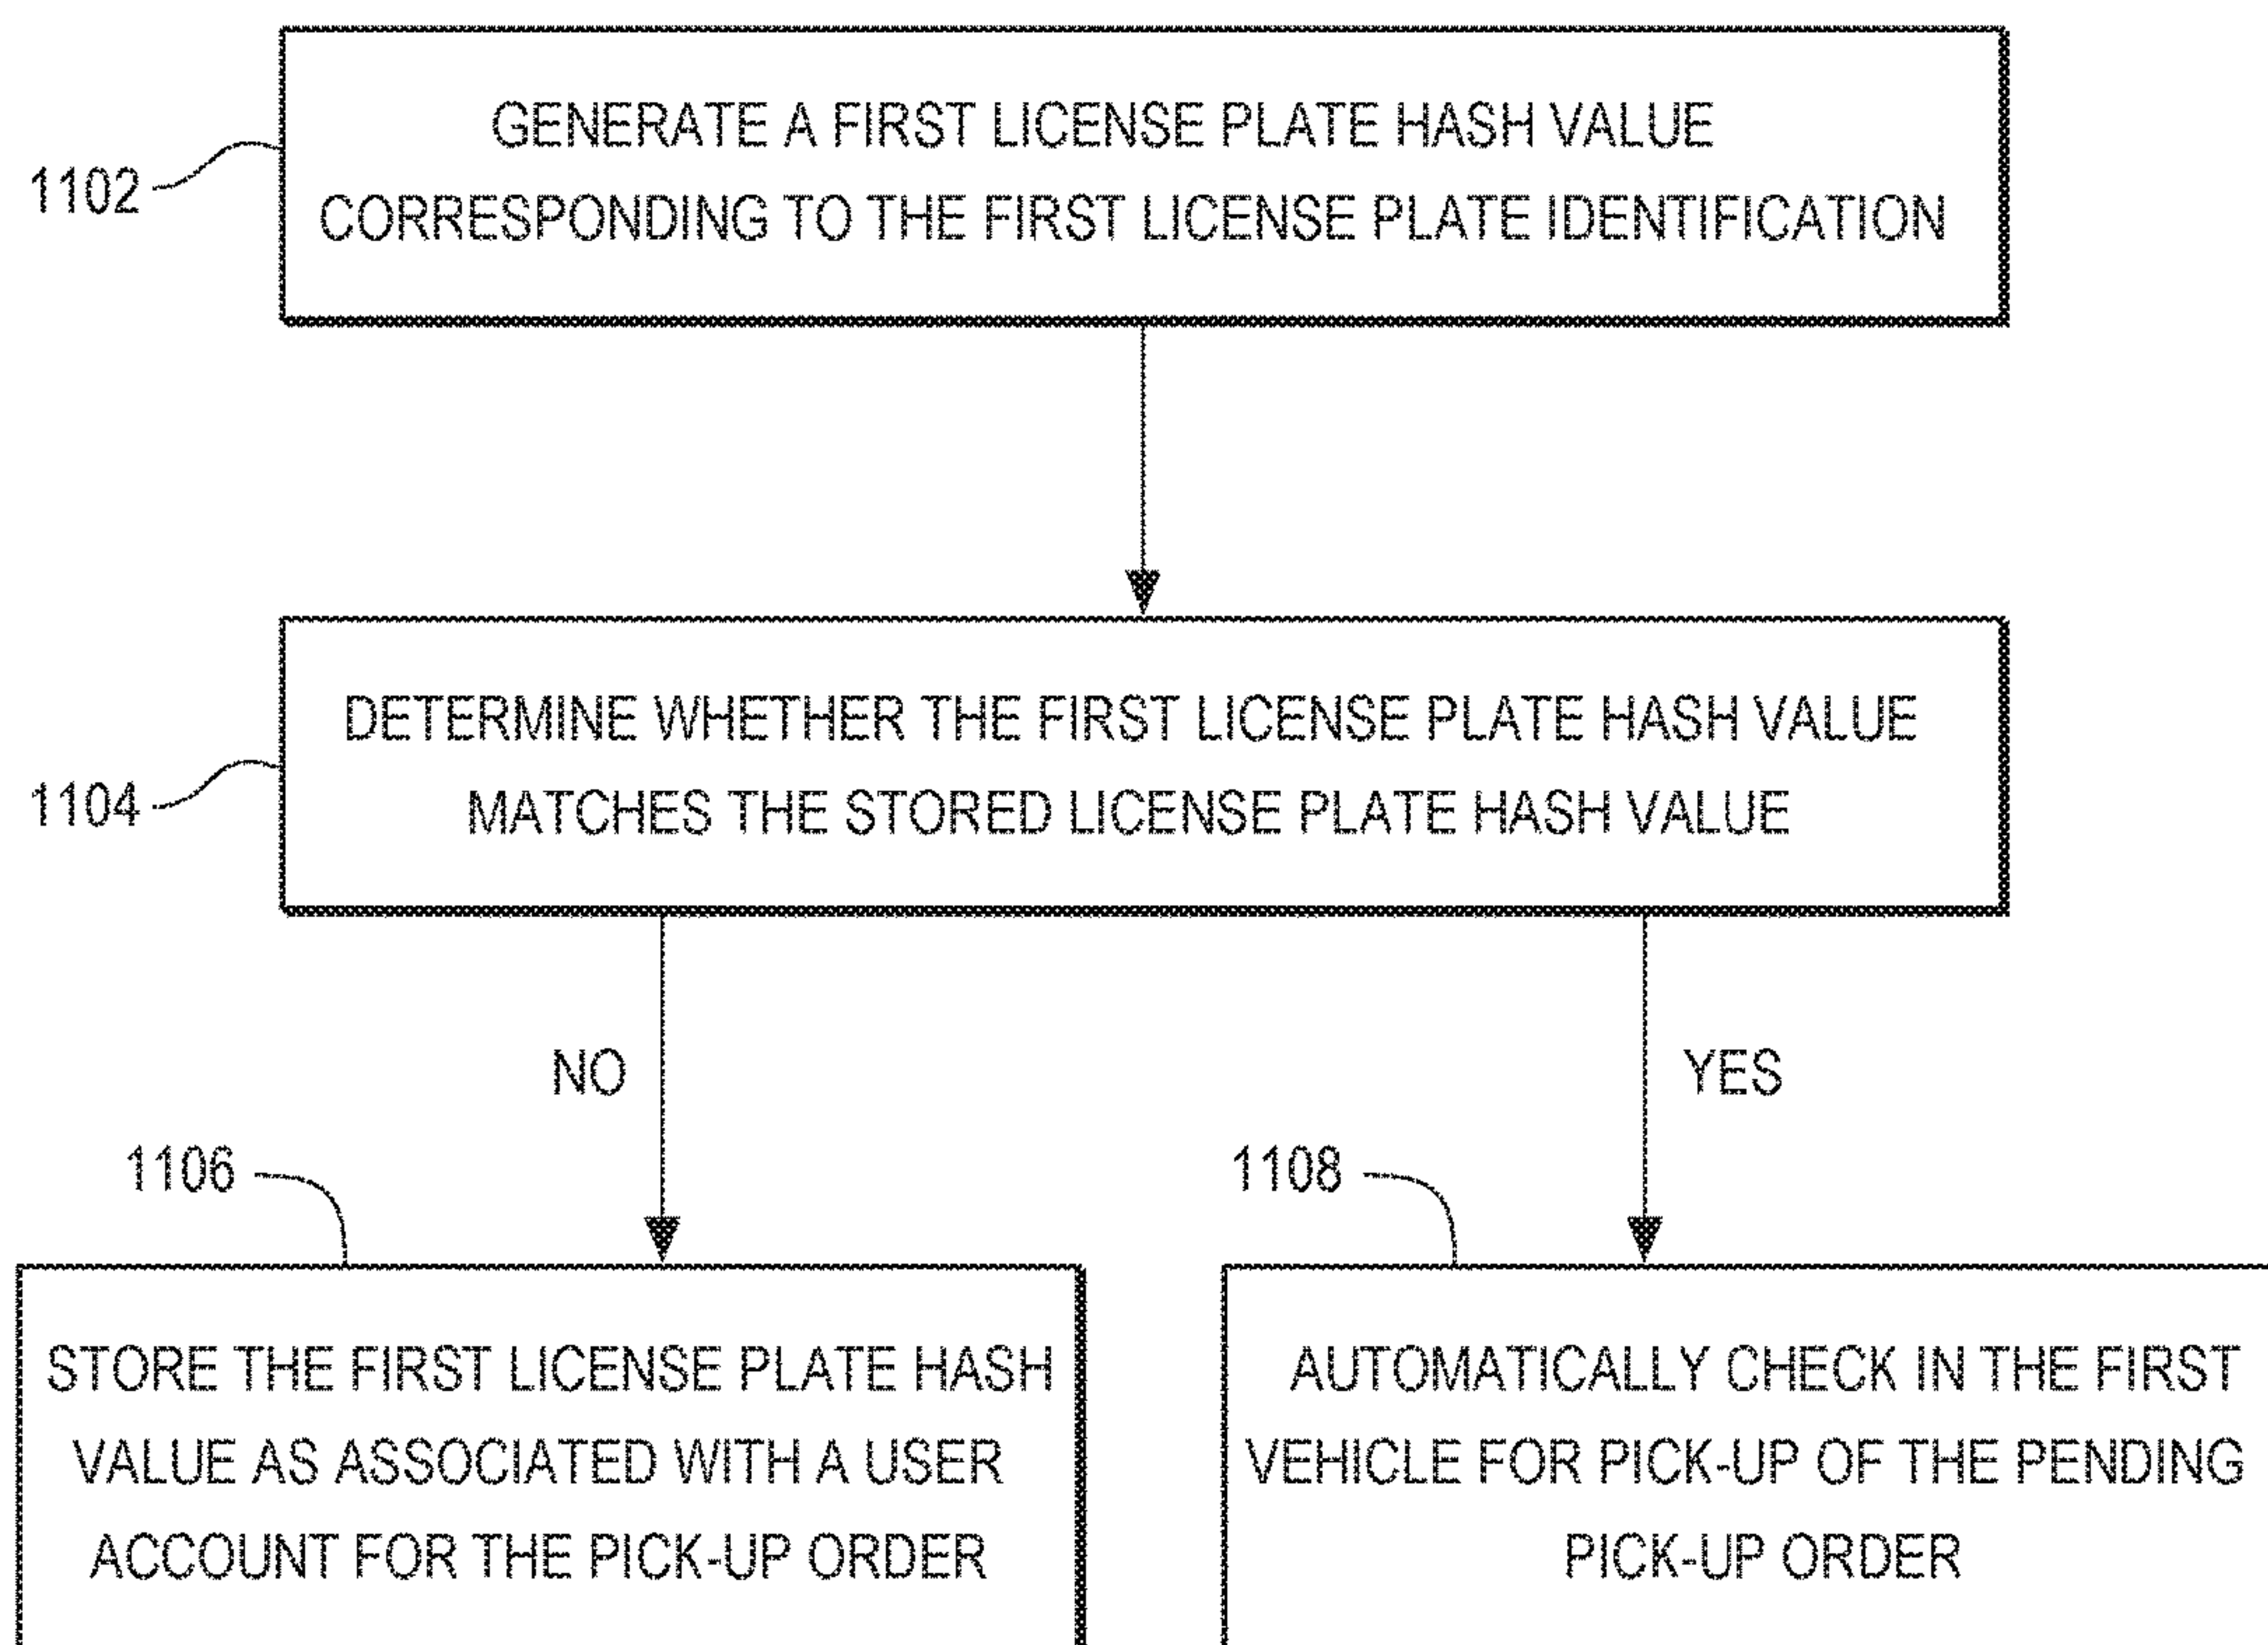 GENERATE A FIRST LICENSE PLATE HASH VALUE
CORRESPONDING TO THE FIRST LICENSE PLATE IDENTIFICATION
1102
DETERMINE WHETHER THE FIRST LICENSE PLATE HASH VALUE
MATCHES THE STORED LICENSE PLATE HASH VALUE
1104
NO
YES
1106
1108
STORE THE FIRST LICENSE PLATE HASH
VALUE AS ASSOCIATED WITH A USER
ACCOUNT FOR THE PICK-UP ORDER
AUTOMATICALLY CHECK IN THE FIRST
VEHICLE FOR PICK-UP OF THE PENDING
PICK-UP ORDER